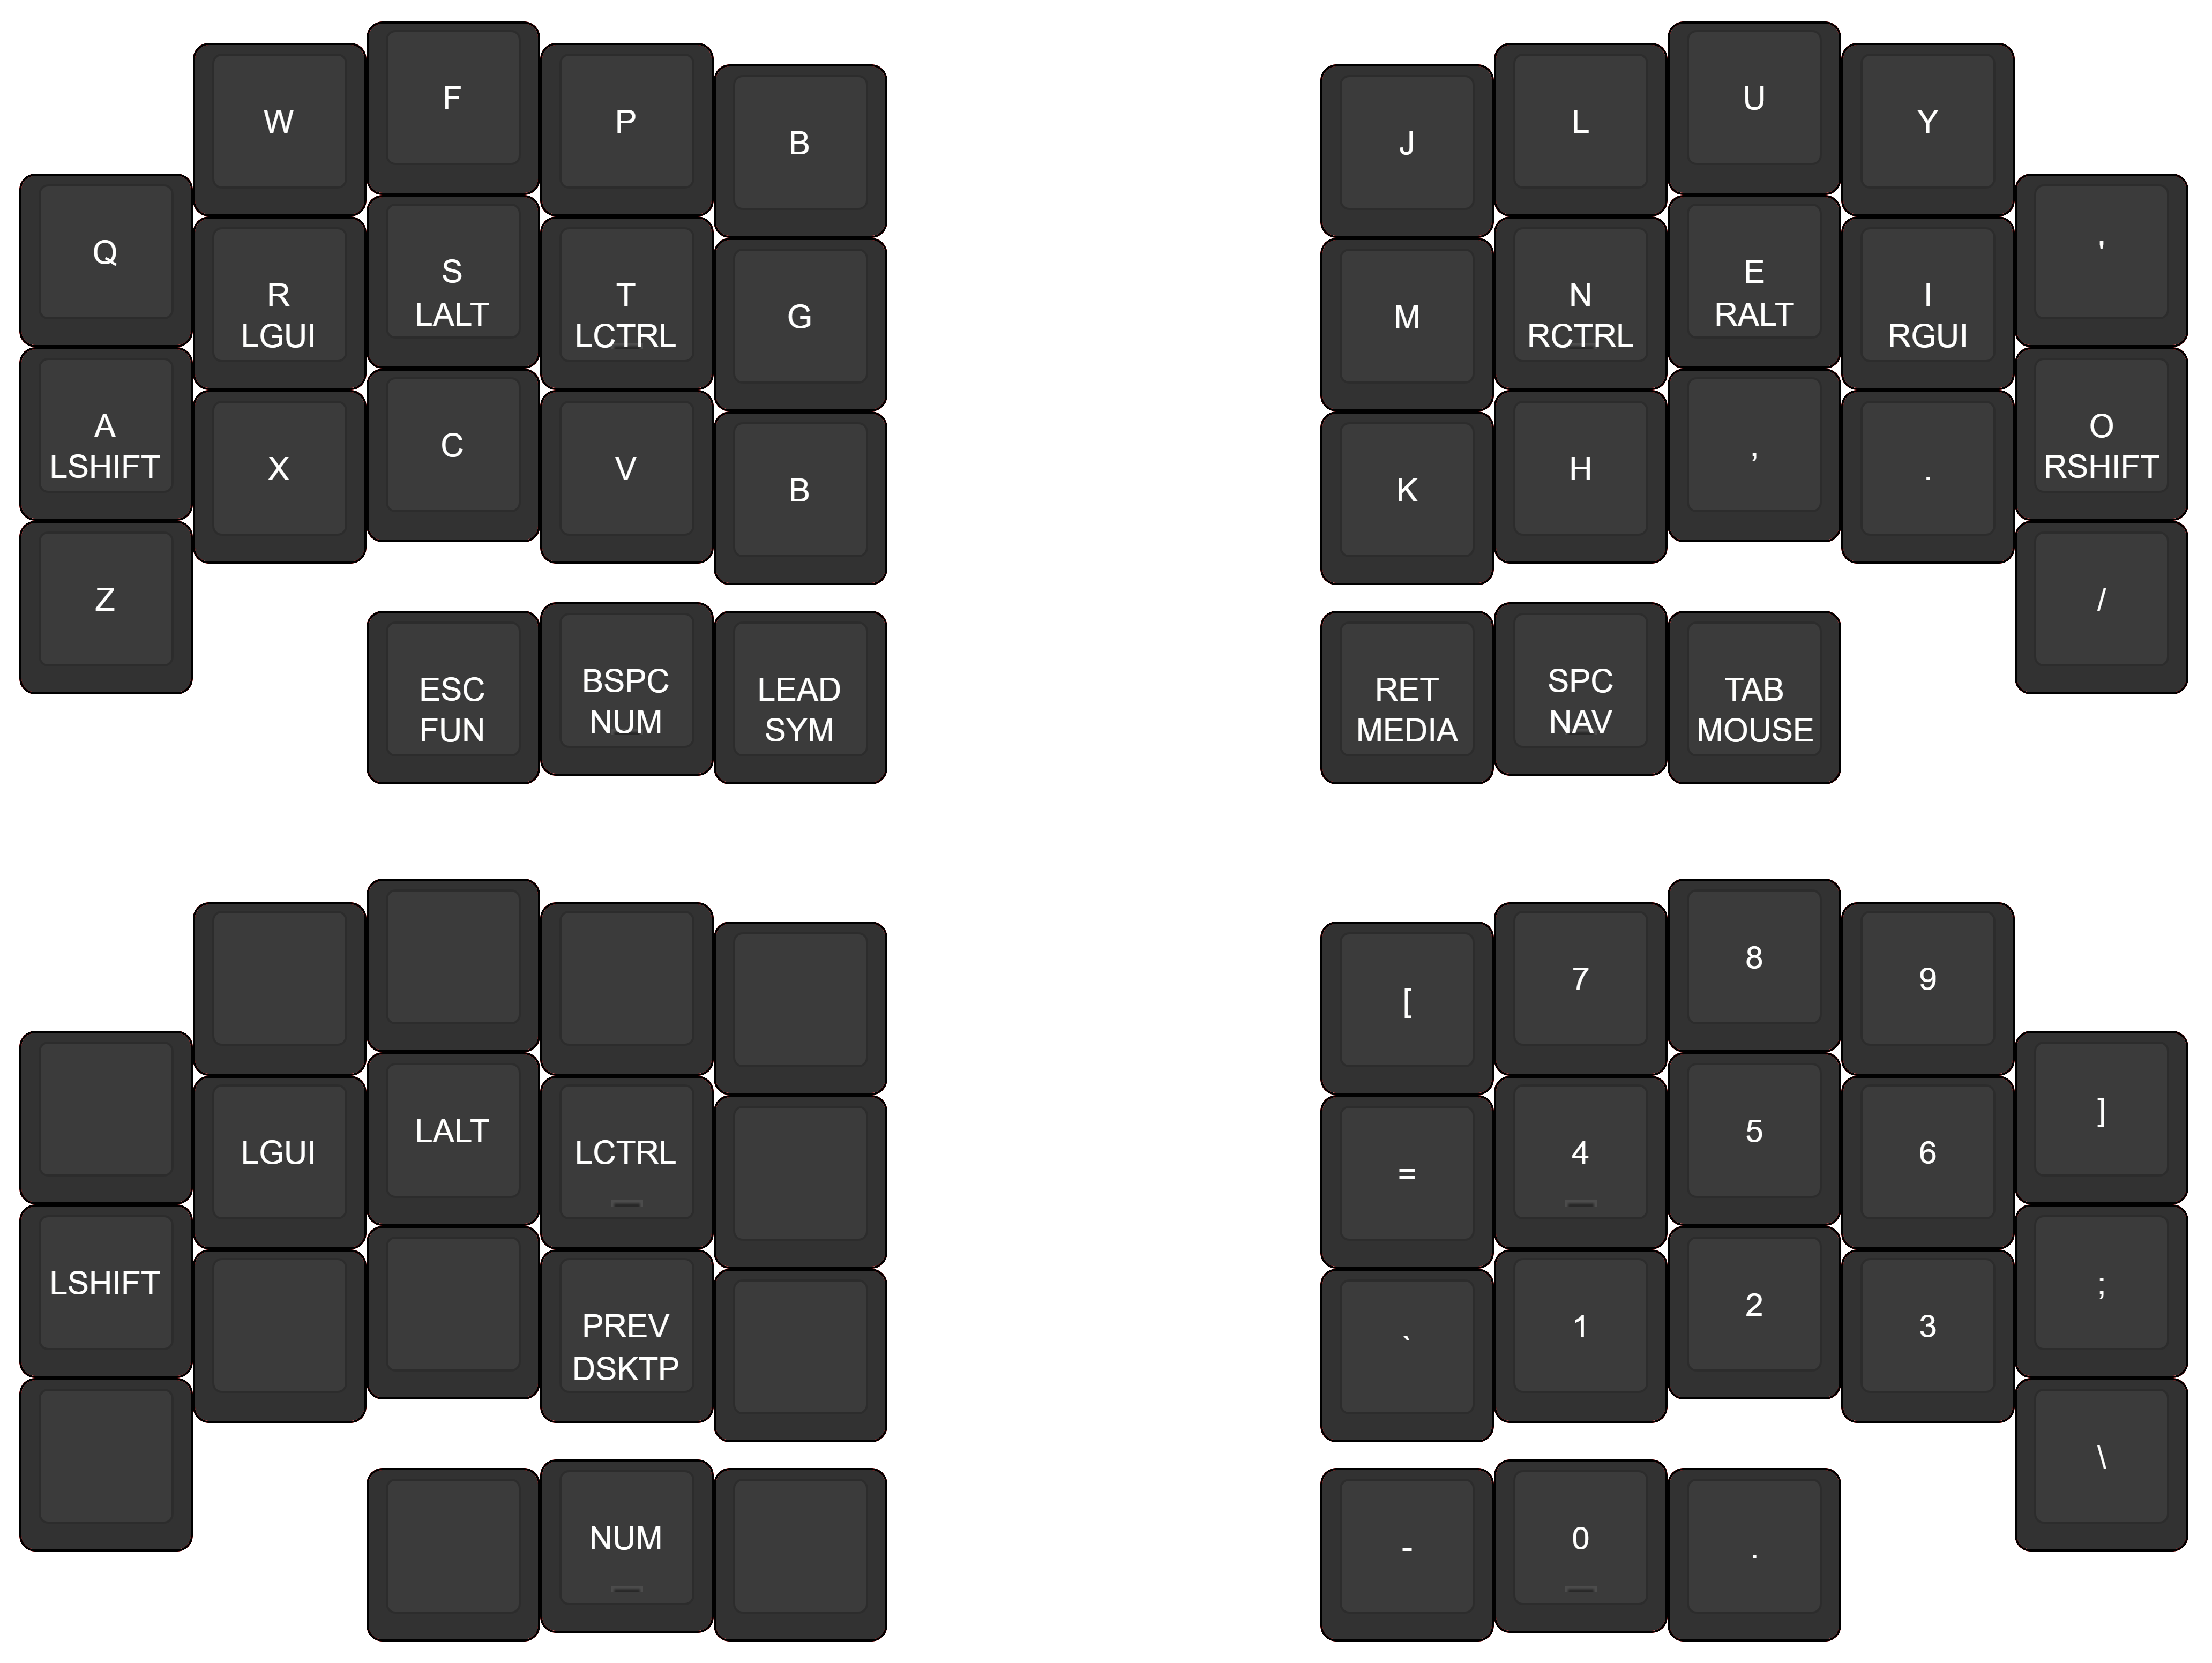 W F P B J L U Y
Q R S T G M N E I '
LGUI LALT LCTRL RCTRL RALT RGUI
A X C V B K H , . O
LSHIFT RSHIFT
Z /
ESC BSPC LEAD RET SPC TAB
FUN NUM SYM MEDIA NAV MOUSE
[ 7 8 9
LGUI LALT LCTRL = 4 5 6 ]
LSHIFT PREV ` 1 2 3 ;
DSKTP
\
NUM - 0 .